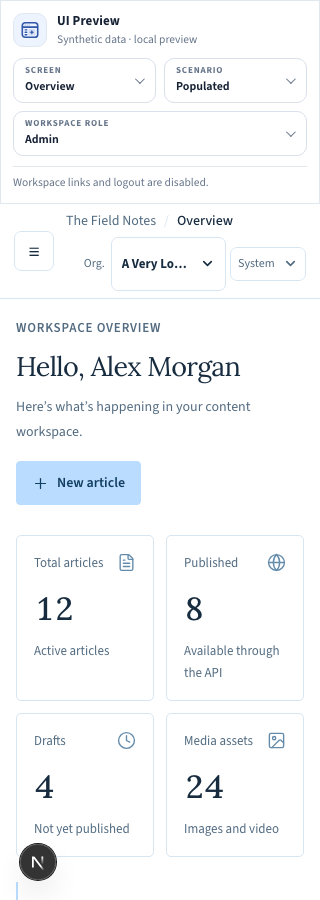 UI Preview
Synthetic data · local preview
SCREEN
Overview
SCENARIO
Populated
WORKSPACE ROLE
Admin
Workspace links and logout are disabled.
The Field Notes / Overview
Org.
A Very Lo...
System
WORKSPACE OVERVIEW
Hello, Alex Morgan
Here's what's happening in your content
workspace.
+ New article
Total articles
12
Active articles
Published
8
Available through
the API
Drafts
4
Not yet published
Media assets
24
Images and video
N